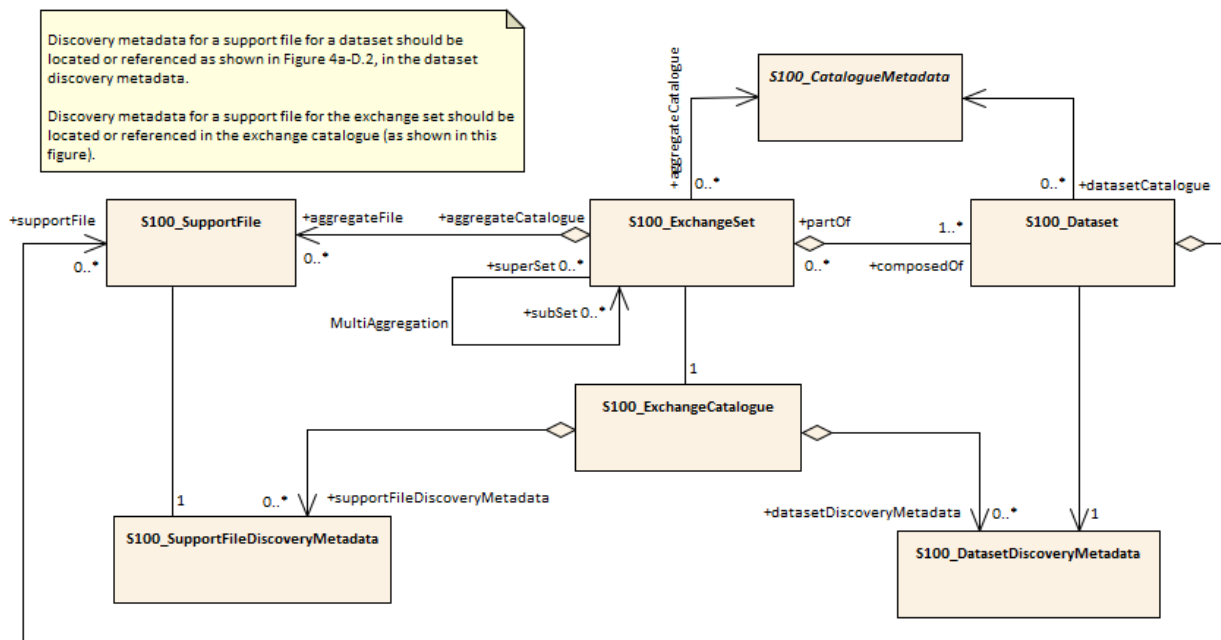 Discovery metadata for a support file for a dataset should be
located or referenced as shown in Figure 4a-D.2, in the dataset
discovery metadata.
Discovery metadata for a support file for the exchange set should be
located or referenced in the exchange catalogue (as shown in this
figure).
S100_CatalogueMetadata
+aggregateCatalogue
0..*
0..*
+datasetCatalogue
+supportFile
0..*
S100_SupportFile
+aggregateFile
0..*
+aggregateCatalogue
S100_ExchangeSet
+partOf
0..*
1..*
+composedOf
S100_Dataset
+superSet 0..*
+subSet 0..*
MultiAggregation
1
S100_ExchangeCatalogue
1
0..*
+supportFileDiscoveryMetadata
+datasetDiscoveryMetadata
0..*
1
S100_SupportFileDiscoveryMetadata
S100_DatasetDiscoveryMetadata